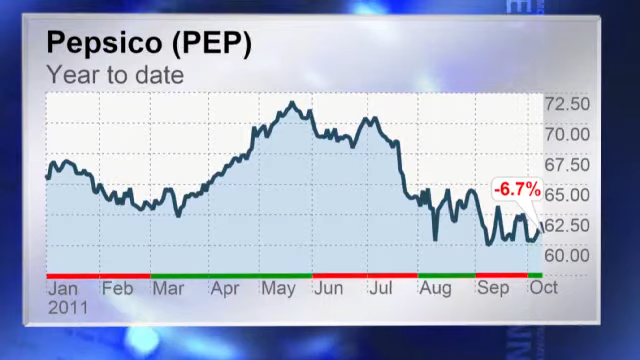 Pepsico (PEP)
Year to date
72.50
70.00
67.50
65.00
62.50
60.00
-6.7%
Jan Feb Mar Apr May Jun Jul Aug Sep Oct
2011